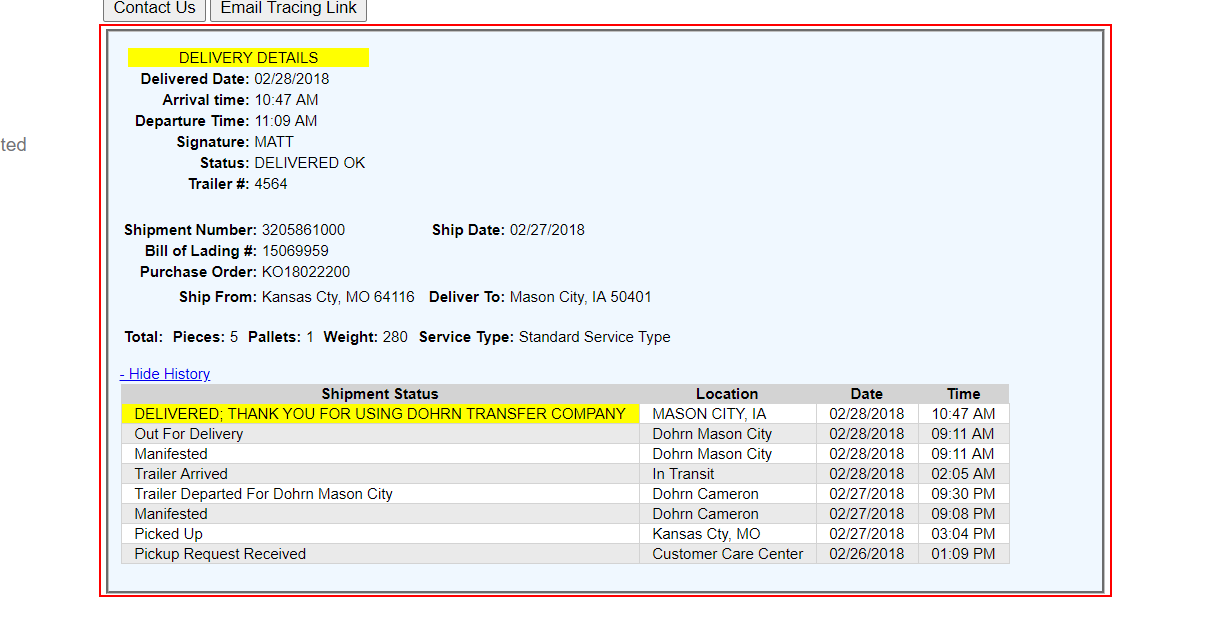 Contact Us Email Tracing Link
DELIVERY DETAILS
Delivered Date: 02/28/2018
Arrival time: 10:47 AM
Departure Time: 11:09 AM
ted
Signature: MATT
Status: DELIVERED OK
Trailer #: 4564
Shipment Number: 3205861000 Ship Date: 02/27/2018
Bill of Lading #: 15069959
Purchase Order: KO18022200
Ship From: Kansas Cty, MO 64116 Deliver To: Mason City, IA 50401
Total: Pieces: 5 Pallets: 1 Weight: 280 Service Type: Standard Service Type
- Hide History
Shipment Status Location Date Time
DELIVERED; THANK YOU FOR USING DOHRN TRANSFER COMPANY MASON CITY, IA 02/28/2018 10:47 AM
Out For Delivery Dohrn Mason City 02/28/2018 09:11 AM
Manifested Dohrn Mason City 02/28/2018 09:11 AM
Trailer Arrived In Transit 02/28/2018 02:05 AM
Trailer Departed For Dohrn Mason City Dohrn Cameron 02/27/2018 09:30 PM
Manifested Dohrn Cameron 02/27/2018 09:08 PM
Picked Up Kansas Cty, MO 02/27/2018 03:04 PM
Pickup Request Received Customer Care Center 02/26/2018 01:09 PM